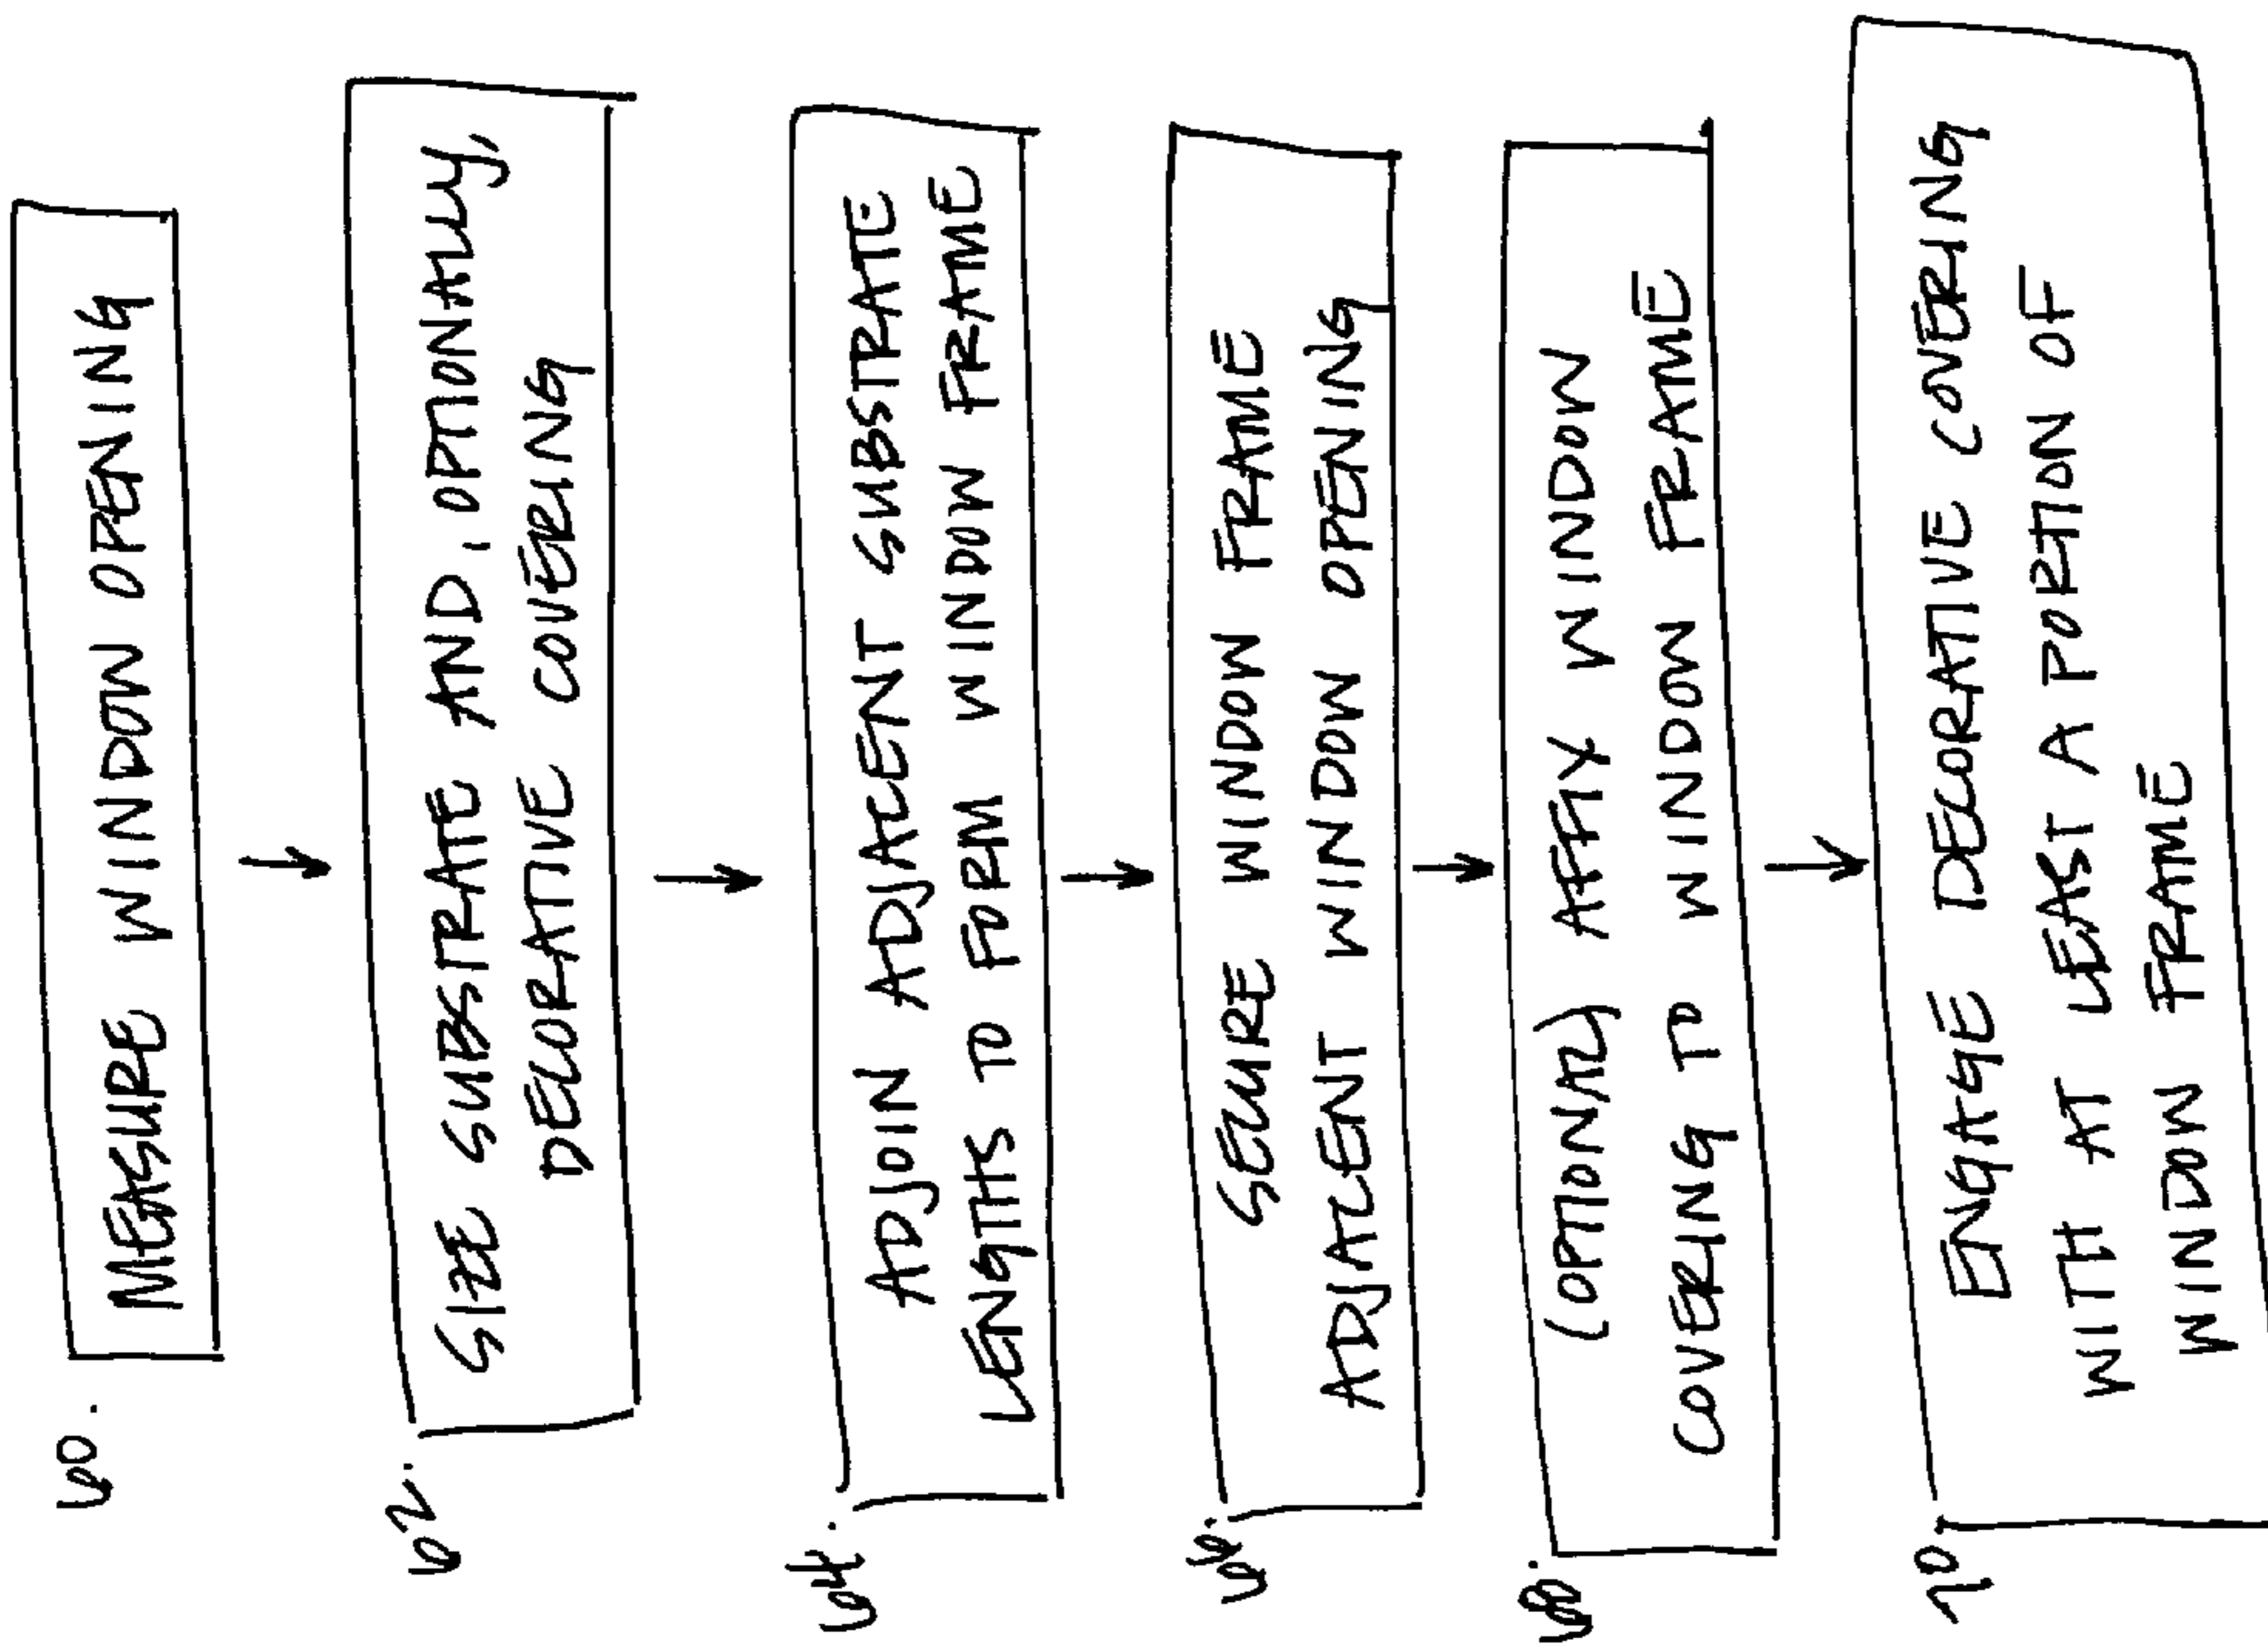 60.
MEASURE WINDOW OPENING
62.
SIZE SUBSTRATE AND, OPTIONALLY,
DECORATIVE COVERING
64.
ADJOIN ADJACENT SUBSTRATE
LENGTHS TO FORM WINDOW FRAME
66.
SECURE WINDOW FRAME
ADJACENT WINDOW OPENING
68.
(OPTIONAL) AFFIX WINDOW
COVERING TO WINDOW FRAME
70.
ENGAGE DECORATIVE COVERING
WITH AT LEAST A PORTION OF
WINDOW FRAME